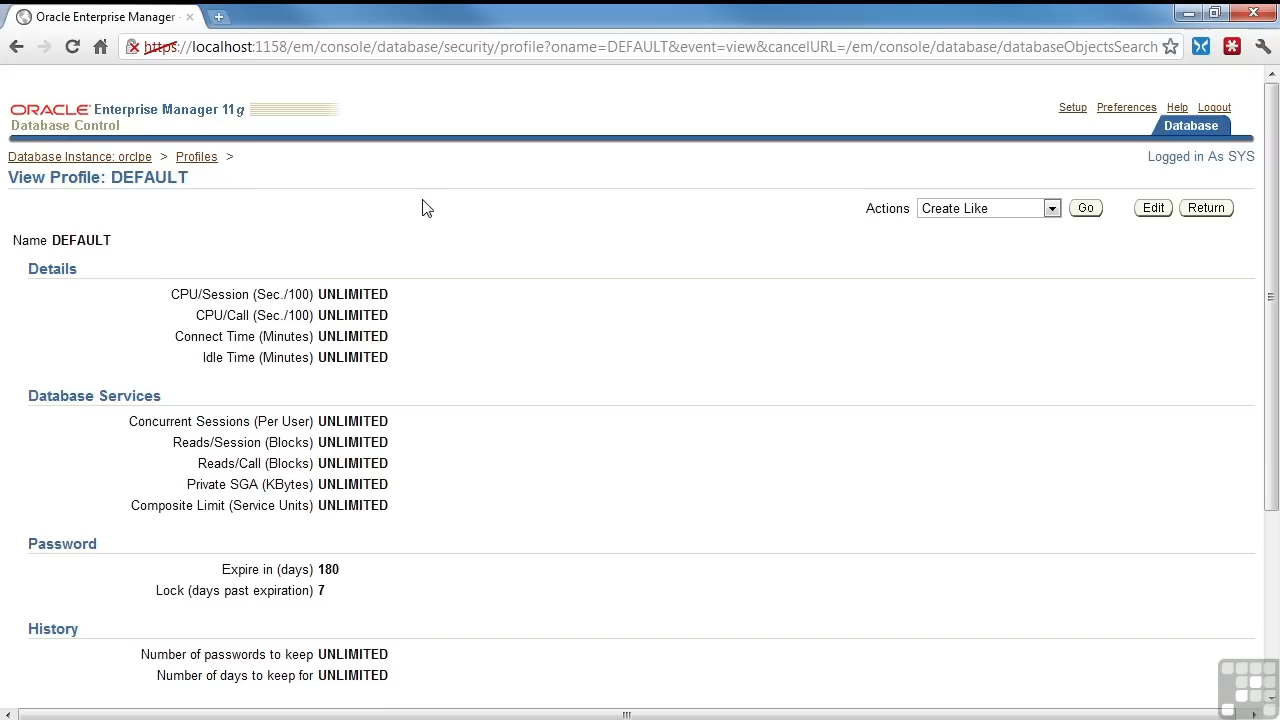 Oracle Enterprise Manager -
https://localhost:1158/em/console/database/security/profile?oname=DEFAULT&event=view&cancelURL=/em/console/database/databaseObjectsSearch
ORACLE Enterprise Manager 11g
Database Control
Setup Preferences Help Logout
Database
Database Instance: orclpe > Profiles >
Logged in As SYS
View Profile: DEFAULT
Actions Create Like Go Edit Return
Name DEFAULT
Details
CPU/Session (Sec./100) UNLIMITED
CPU/Call (Sec./100) UNLIMITED
Connect Time (Minutes) UNLIMITED
Idle Time (Minutes) UNLIMITED
Database Services
Concurrent Sessions (Per User) UNLIMITED
Reads/Session (Blocks) UNLIMITED
Reads/Call (Blocks) UNLIMITED
Private SGA (KBytes) UNLIMITED
Composite Limit (Service Units) UNLIMITED
Password
Expire in (days) 180
Lock (days past expiration) 7
History
Number of passwords to keep UNLIMITED
Number of days to keep for UNLIMITED